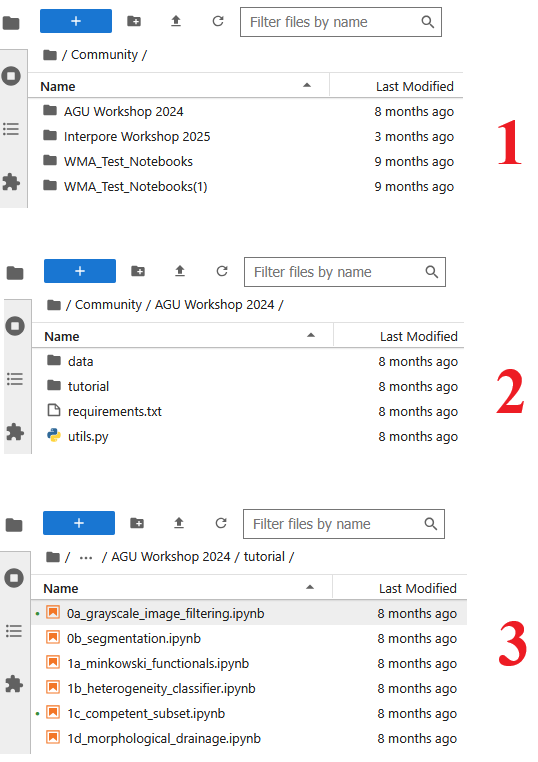 + Filter files by name
/ Community /
Name Last Modified
AGU Workshop 2024 8 months ago
Interpore Workshop 2025 3 months ago
WMA_Test_Notebooks 9 months ago
WMA_Test_Notebooks(1) 9 months ago
1
+ Filter files by name
/ Community / AGU Workshop 2024 /
Name Last Modified
data 8 months ago
tutorial 8 months ago
requirements.txt 8 months ago
utils.py 8 months ago
2
+ Filter files by name
/ ··· / AGU Workshop 2024 / tutorial /
Name Last Modified
0a_grayscale_image_filtering.ipynb 8 months ago
0b_segmentation.ipynb 8 months ago
1a_minkowski_functionals.ipynb 8 months ago
1b_heterogeneity_classifier.ipynb 8 months ago
1c_competent_subset.ipynb 8 months ago
1d_morphological_drainage.ipynb 8 months ago
3